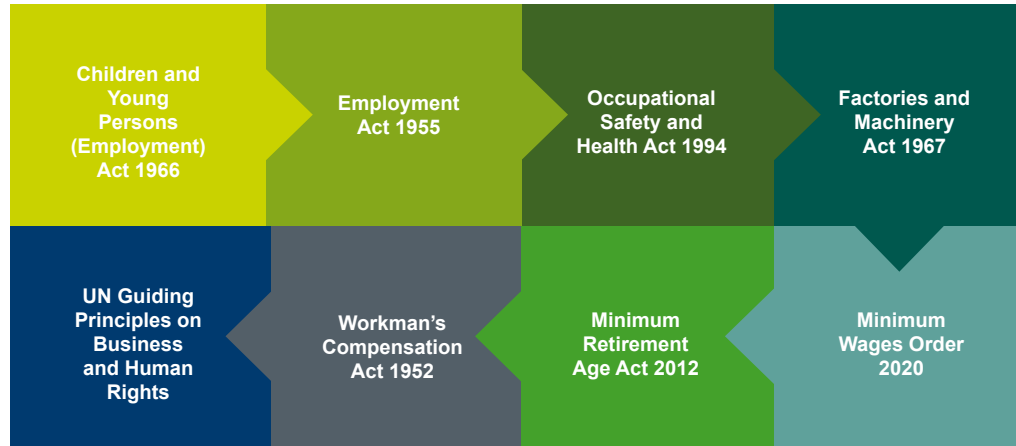 Children and
Young
Persons
(Employment)
Act 1966
Employment
Act 1955
Occupational
Safety and
Health Act 1994
Factories and
Machinery
Act 1967
Minimum
Wages Order
2020
Minimum
Retirement
Age Act 2012
Workman’s
Compensation
Act 1952
UN Guiding
Principles on
Business
and Human
Rights